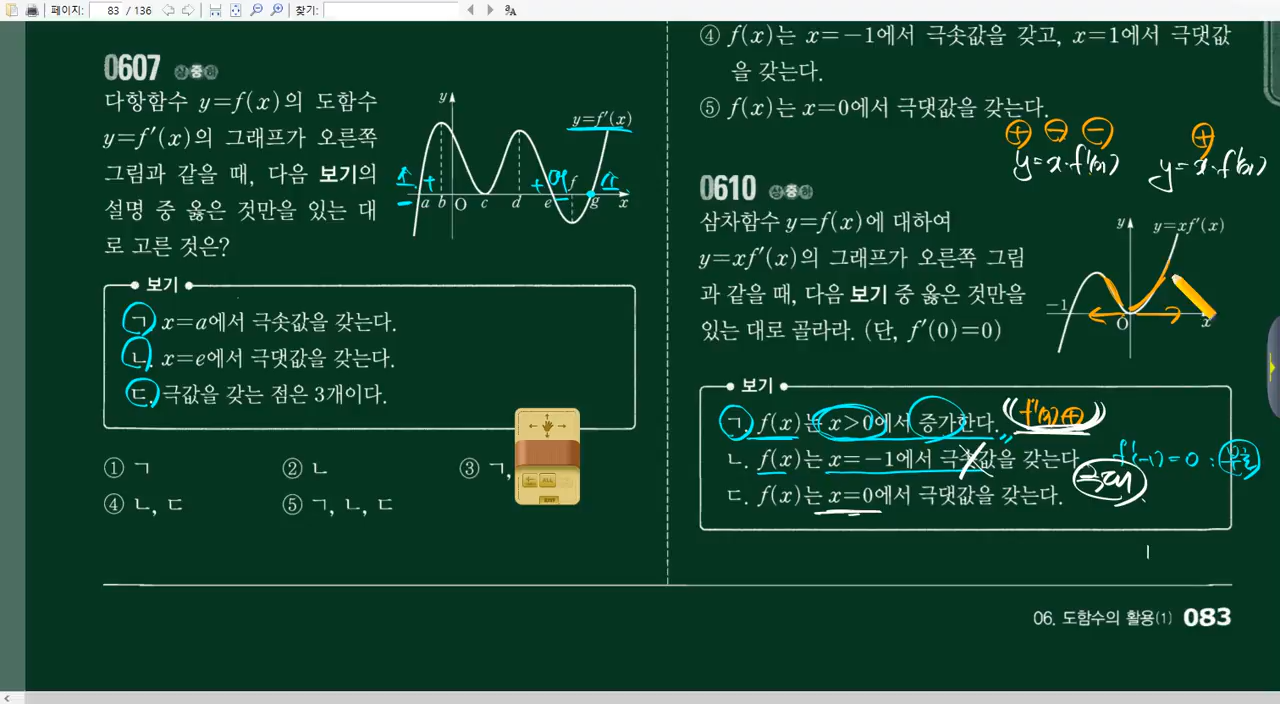 페이지: 83 / 136 찾기:
0607 상중하
다항함수 y=f(x)의 도함수
y=f′(x)의 그래프가 오른쪽
그림과 같을 때, 다음 보기의
설명 중 옳은 것만을 있는 대
로 고른 것은?
y
y=f′(x)
a b O c d e f g x
보기
ㄱ. x=a에서 극솟값을 갖는다.
ㄴ. x=e에서 극댓값을 갖는다.
ㄷ. 극값을 갖는 점은 3개이다.
① ㄱ ② ㄴ ③ ㄱ,
④ ㄴ, ㄷ ⑤ ㄱ, ㄴ, ㄷ
④ f(x)는 x=-1에서 극솟값을 갖고, x=1에서 극댓값
을 갖는다.
⑤ f(x)는 x=0에서 극댓값을 갖는다.
+ - - +
y=x·f′(x) y=x·f′(x)
0610 상중하
삼차함수 y=f(x)에 대하여
y=xf′(x)의 그래프가 오른쪽 그림
과 같을 때, 다음 보기 중 옳은 것만을
있는 대로 골라라. (단, f′(0)=0)
y y=xf′(x)
-1 O x
보기
ㄱ. f(x)는 x>0에서 증가한다. f′(x)+
ㄴ. f(x)는 x=-1에서 극솟값을 갖는다. f′(-1)=0 :
ㄷ. f(x)는 x=0에서 극댓값을 갖는다. 극대
06. 도함수의 활용(1) 083